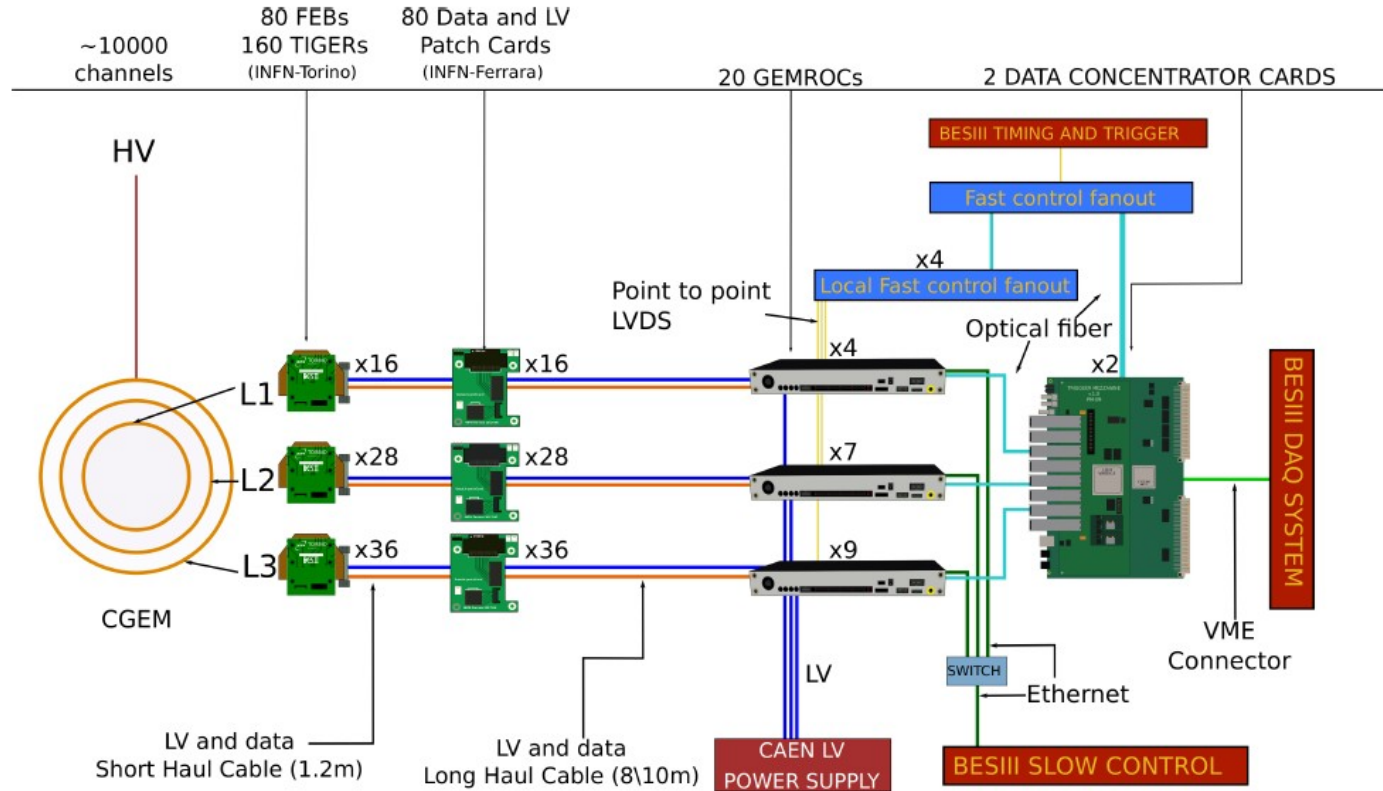 ~10000
channels
80 FEBs
160 TIGERs
(INFN-Torino)
80 Data and LV
Patch Cards
(INFN-Ferrara)
20 GEMROCs
2 DATA CONCENTRATOR CARDS
HV
BESIII TIMING AND TRIGGER
Fast control fanout
x4
Local Fast control fanout
Point to point
LVDS
Optical fiber
L1
x16
x16
x4
x2
L2
x28
x28
x7
L3
x36
x36
x9
CGEM
BESIII DAQ SYSTEM
VME
Connector
LV
SWITCH
Ethernet
LV and data
Short Haul Cable (1.2m)
LV and data
Long Haul Cable (8\10m)
CAEN LV
POWER SUPPLY
BESIII SLOW CONTROL